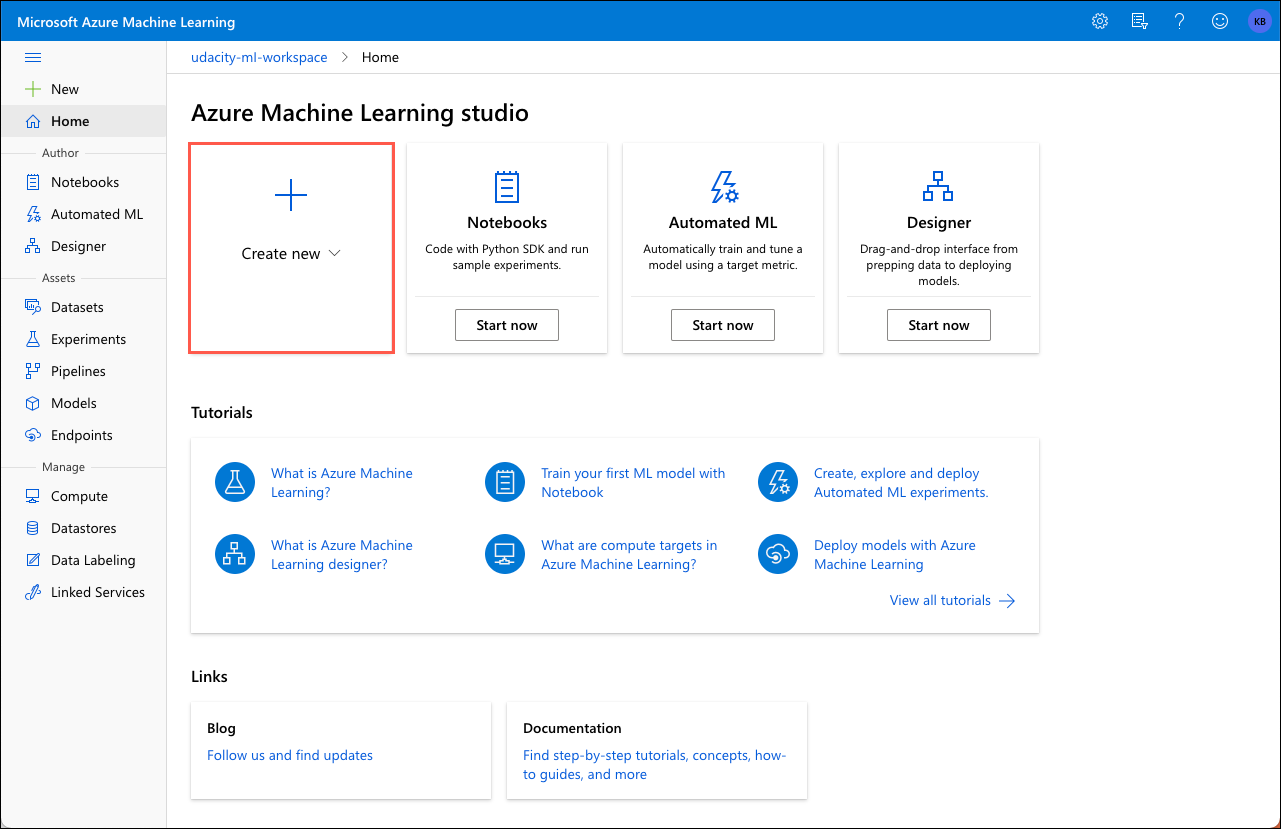 Microsoft Azure Machine Learning
KB
udacity-ml-workspace > Home
New
Home
Author
Notebooks
Automated ML
Designer
Assets
Datasets
Experiments
Pipelines
Models
Endpoints
Manage
Compute
Datastores
Data Labeling
Linked Services
Azure Machine Learning studio
Create new
Notebooks
Code with Python SDK and run
sample experiments.
Start now
Automated ML
Automatically train and tune a
model using a target metric.
Start now
Designer
Drag-and-drop interface from
prepping data to deploying
models.
Start now
Tutorials
What is Azure Machine
Learning?
Train your first ML model with
Notebook
Create, explore and deploy
Automated ML experiments.
What is Azure Machine
Learning designer?
What are compute targets in
Azure Machine Learning?
Deploy models with Azure
Machine Learning
View all tutorials
Links
Blog
Follow us and find updates
Documentation
Find step-by-step tutorials, concepts, how-
to guides, and more